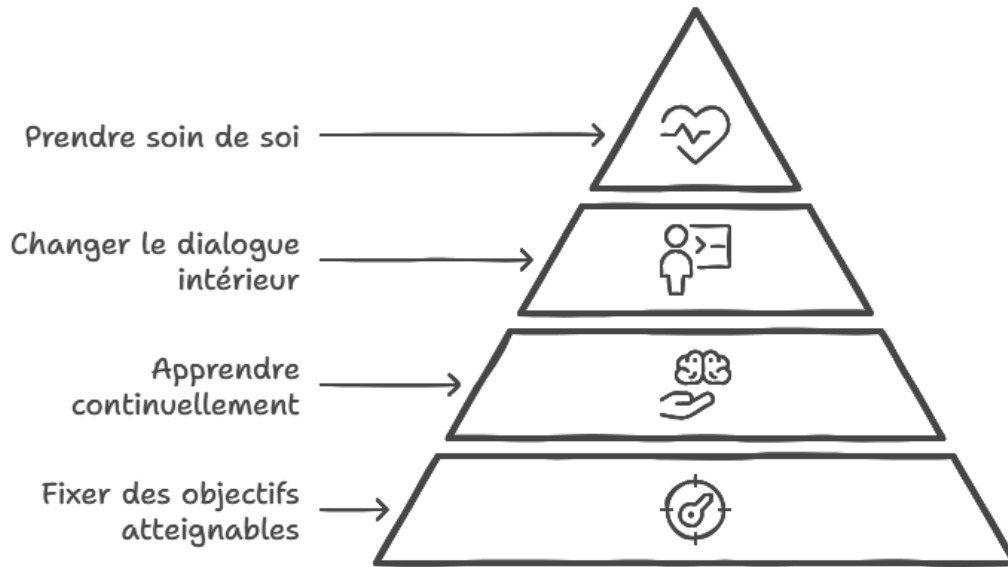 Prendre soin de soi
Changer le dialogue
intérieur
Apprendre
continuellement
Fixer des objectifs
atteignables